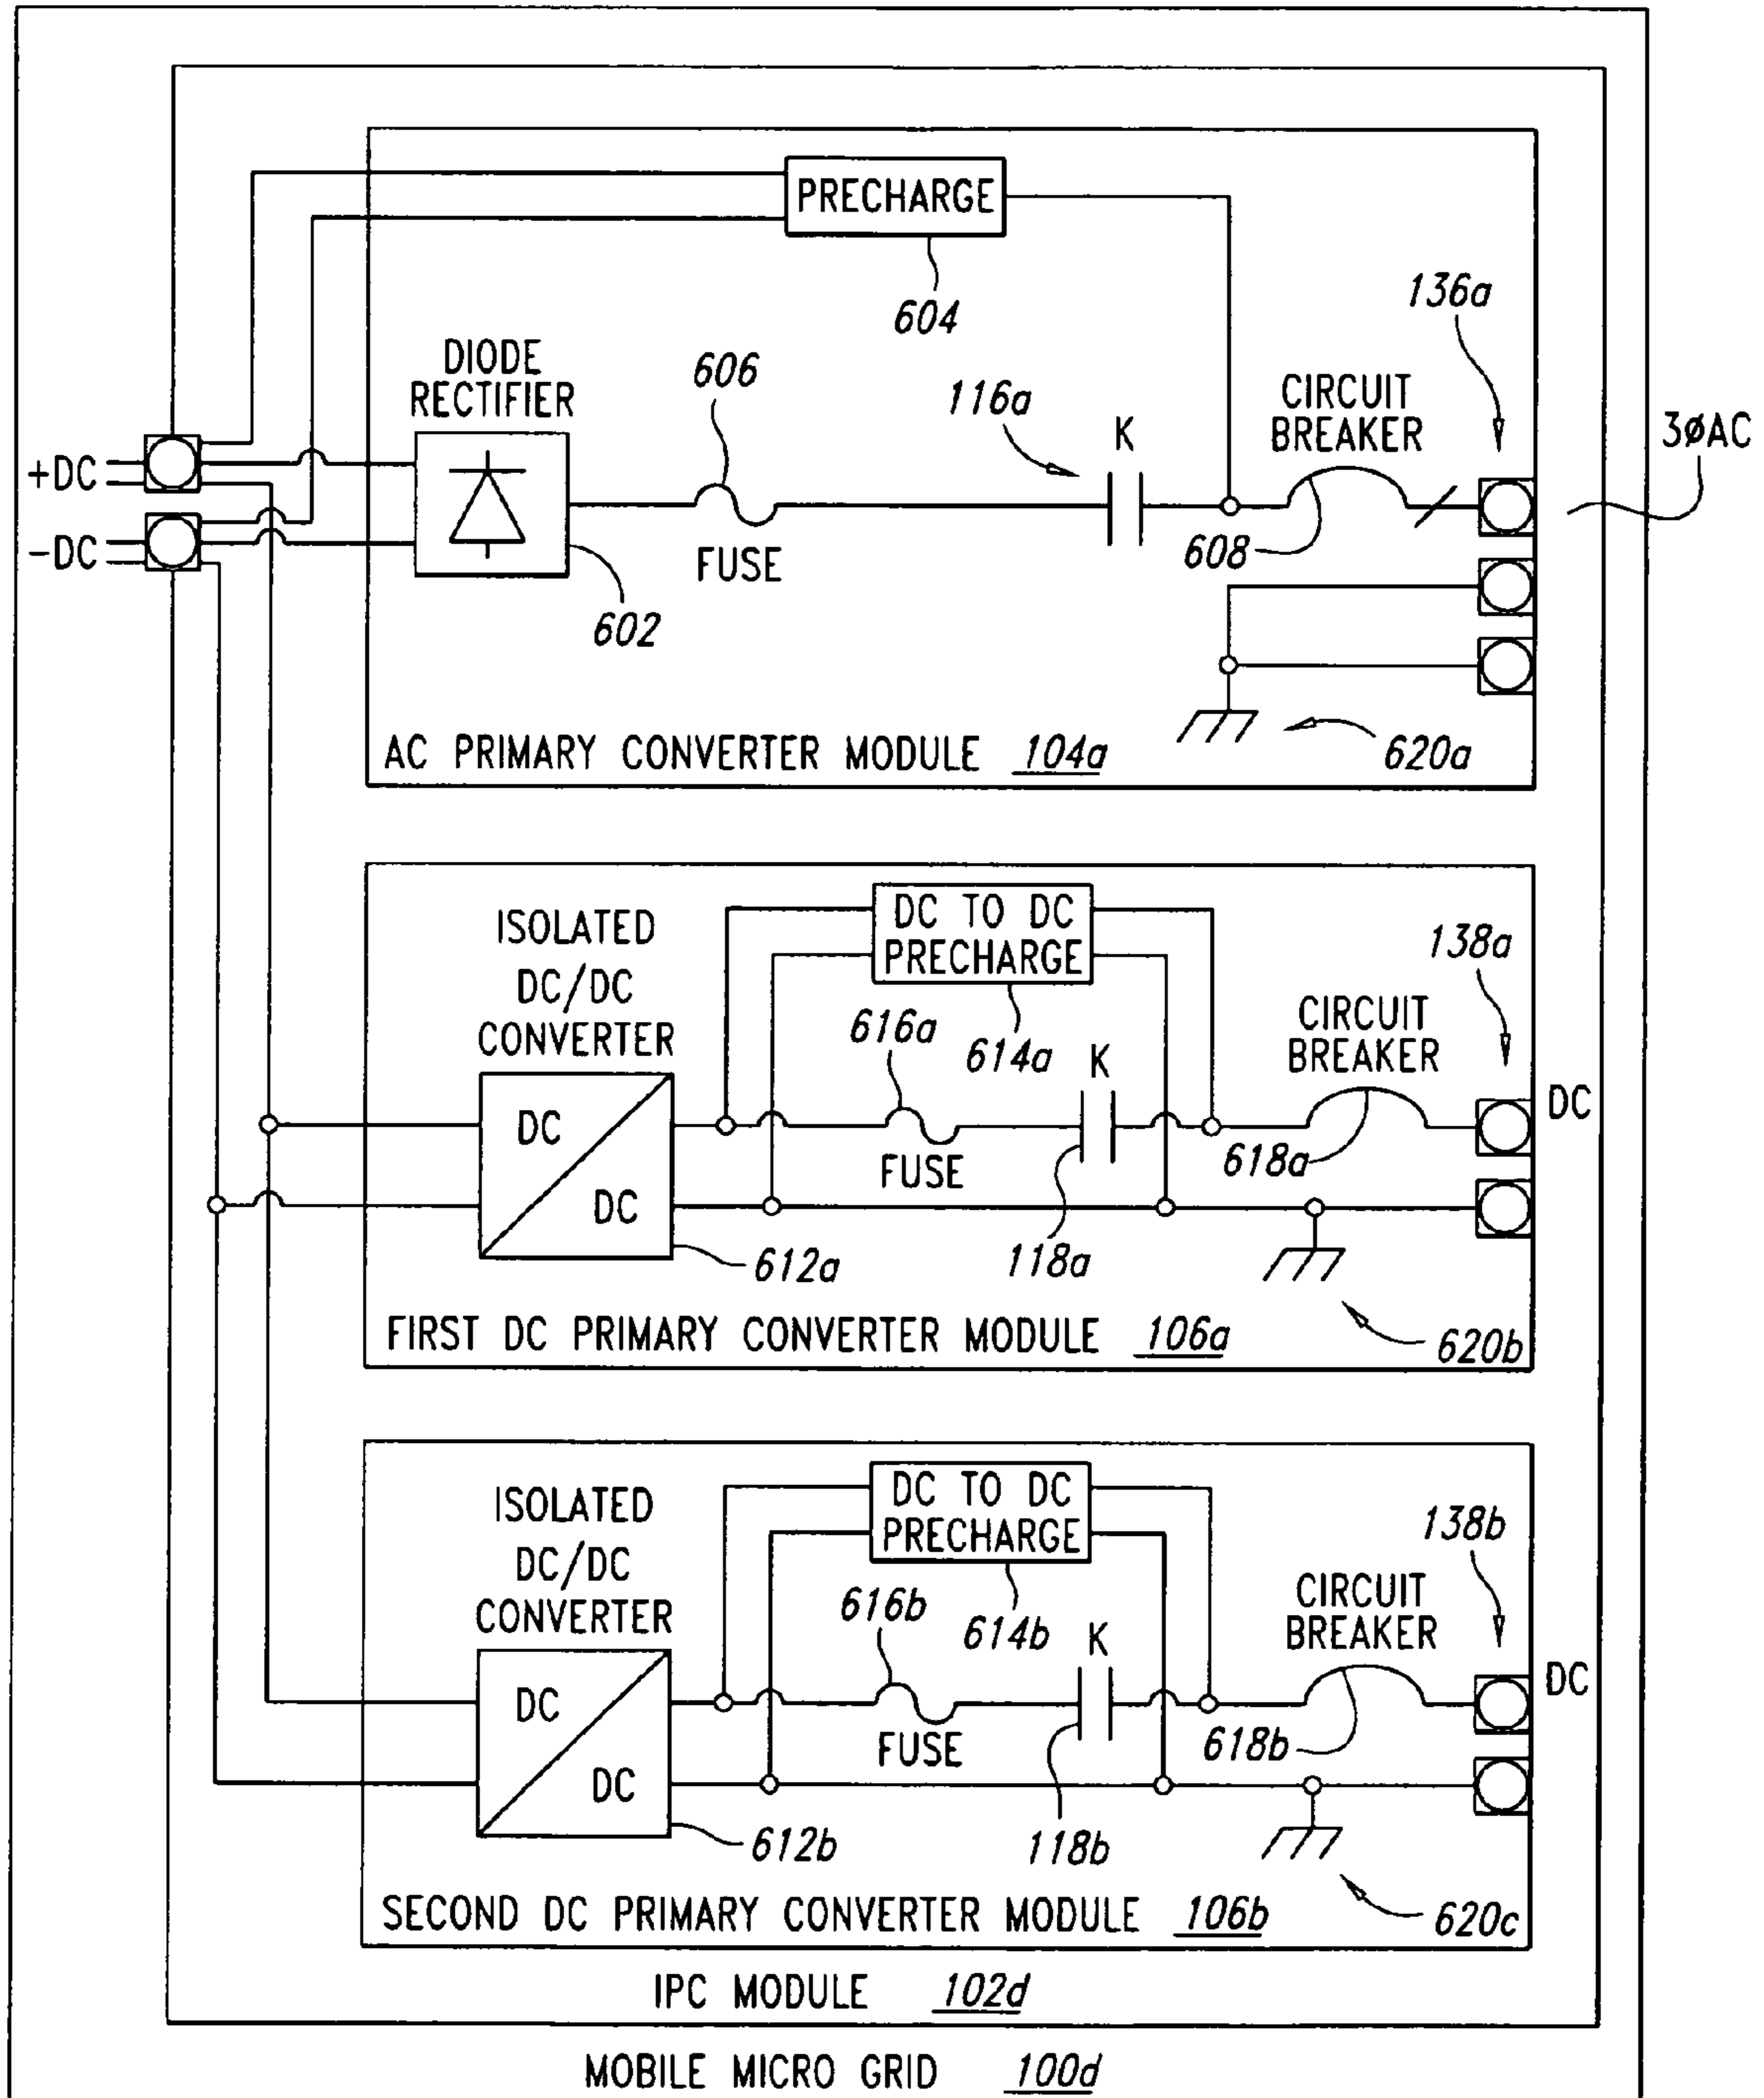 PRECHARGE
604
136a
DIODE
RECTIFIER
606
116a
K
CIRCUIT
BREAKER
3øAC
+DC
-DC
FUSE
608
602
620a
AC PRIMARY CONVERTER MODULE 104a
ISOLATED
DC/DC
CONVERTER
DC TO DC
PRECHARGE
138a
616a
614a
K
CIRCUIT
BREAKER
DC
DC
DC
FUSE
618a
612a
118a
620b
FIRST DC PRIMARY CONVERTER MODULE 106a
ISOLATED
DC/DC
CONVERTER
DC TO DC
PRECHARGE
138b
616b
614b
K
CIRCUIT
BREAKER
DC
DC
DC
FUSE
618b
612b
118b
620c
SECOND DC PRIMARY CONVERTER MODULE 106b
IPC MODULE 102d
MOBILE MICRO GRID 100d